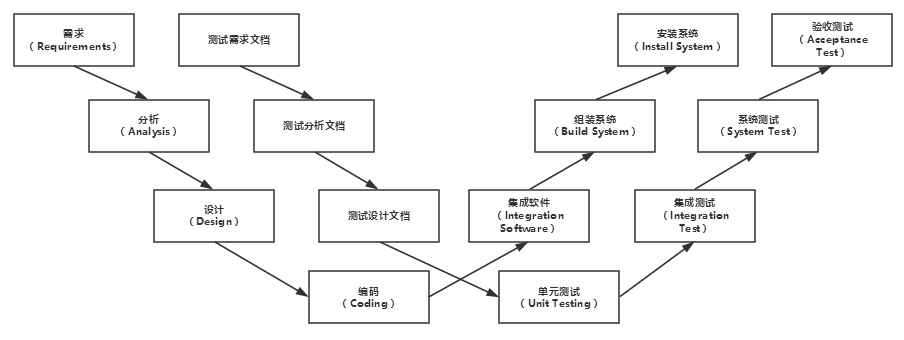 需求
（Requirements）
测试需求文档
安装系统
（Install System）
验收测试
（Acceptance
Test）
分析
（Analysis）
测试分析文档
组装系统
（Build System）
系统测试
（System Test）
设计
（Design）
测试设计文档
集成软件
（Integration
Software）
集成测试
（Integration
Test）
编码
（Coding）
单元测试
（Unit Testing）